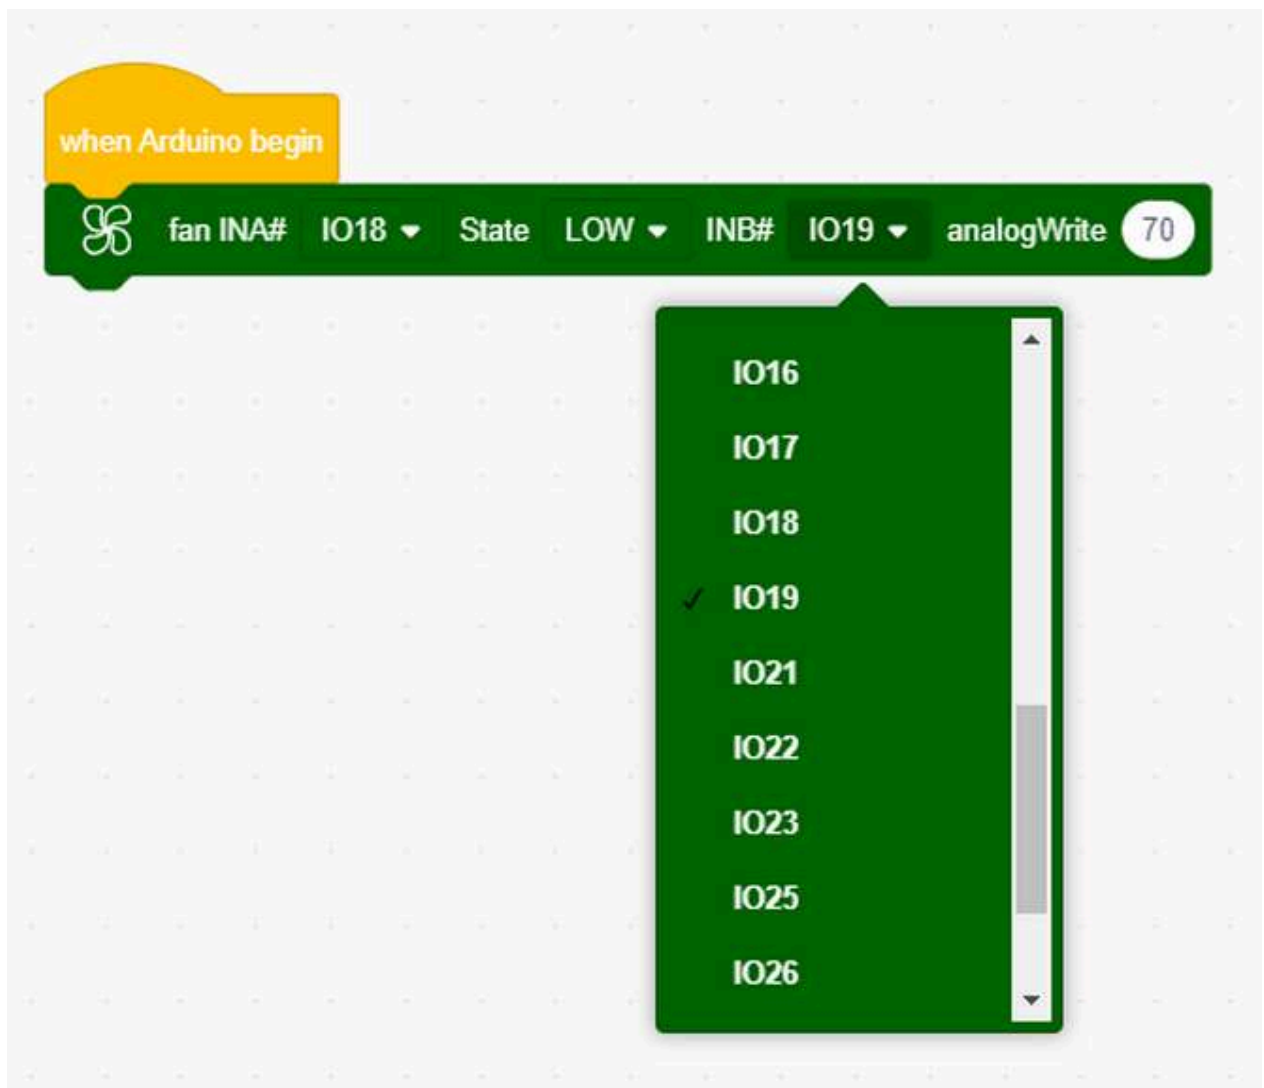 when Arduino begin
fan INA# IO18 State LOW INB# IO19 analogWrite 70
IO16
IO17
IO18
✓ IO19
IO21
IO22
IO23
IO25
IO26